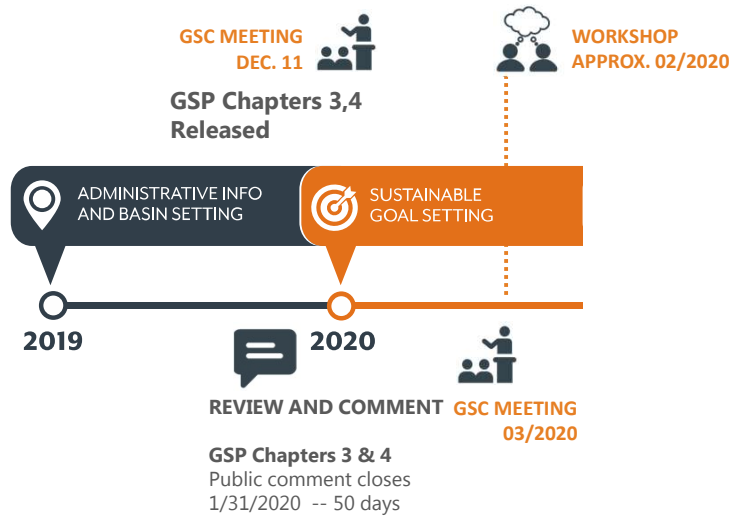 GSC MEETING
DEC. 11
WORKSHOP
APPROX. 02/2020
GSP Chapters 3,4
Released
ADMINISTRATIVE INFO
AND BASIN SETTING
SUSTAINABLE
GOAL SETTING
2019
2020
REVIEW AND COMMENT
GSC MEETING
03/2020
GSP Chapters 3 & 4
Public comment closes
1/31/2020 -- 50 days